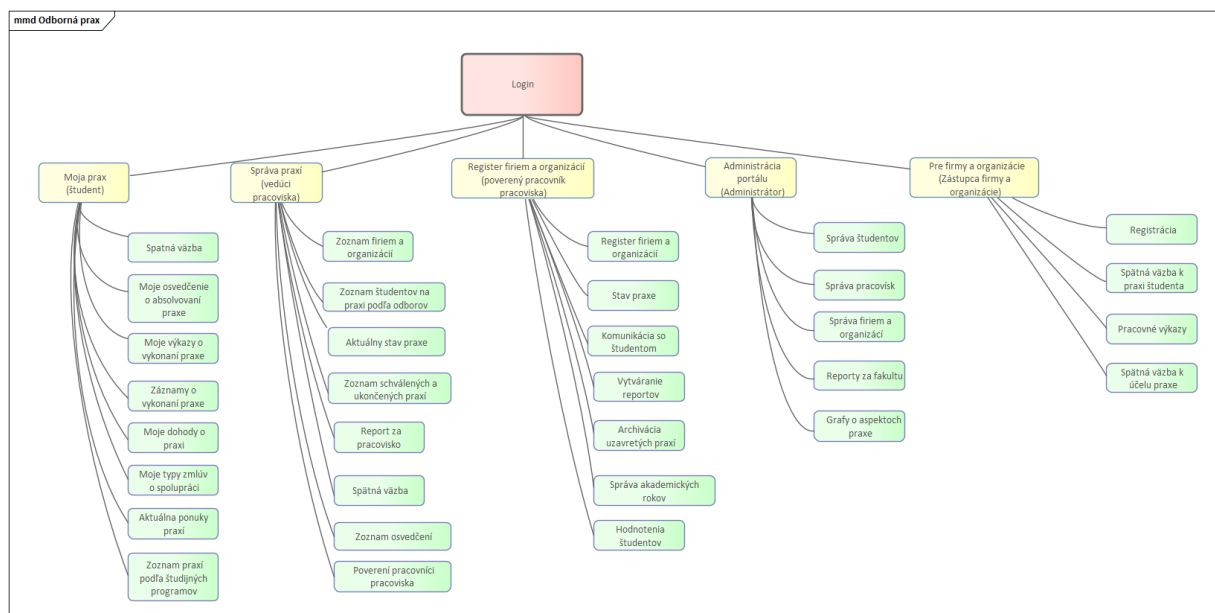 mmd Odborná prax
Login
Moja prax
(študent)
Spatná väzba
Moje osvedčenie
o absolvovaní
praxe
Moje výkazy o
vykonaní praxe
Záznamy o
vykonaní praxe
Moje dohody o
praxi
Moje typy zmlúv
o spolupráci
Aktuálna ponuky
praxí
Zoznam praxí
podľa študijných
programov
Správa praxí
(vedúci
pracoviska)
Zoznam firiem a
organizácií
Zoznam študentov na
praxi podľa odborov
Aktuálny stav praxe
Zoznam schválených a
ukončených praxí
Report za
pracovisko
Spätná väzba
Zoznam osvedčení
Poverení pracovníci
pracoviska
Register firiem a organizácií
(poverený pracovník
pracoviska)
Register firiem a
organizácií
Stav praxe
Komunikácia so
študentom
Vytváranie
reportov
Archivácia
uzavretých praxí
Správa akademických
rokov
Hodnotenia
študentov
Administrácia
portálu
(Administrátor)
Správa študentov
Správa pracovísk
Správa firiem a
organizácí
Reporty za fakultu
Grafy o aspektoch
praxe
Pre firmy a organizácie
(Zástupca firmy a
organizácie)
Registrácia
Spätná väzba k
praxi študenta
Pracovné výkazy
Spätná väzba k
účelu praxe